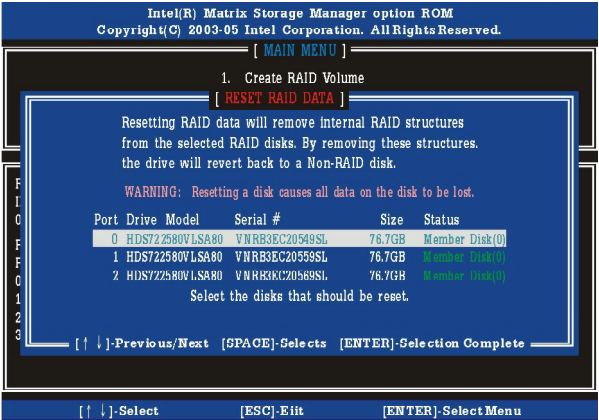 Intel(R) Matrix Storage Manager option ROM
Copyright(C) 2003-05 Intel Corporation. All Rights Reserved.
[ MAIN MENU ]
1. Create RAID Volume
[ RESET RAID DATA ]
Resetting RAID data will remove internal RAID structures
from the selected RAID disks. By removing these structures.
the drive will revert back to a Non-RAID disk.
WARNING: Resetting a disk causes all data on the disk to be lost.
Port Drive Model Serial # Size Status
0 HDS722580VLSA80 VNRB3EC20549SL 76.7GB Member Disk(0)
1 HDS722580VLSA80 VNRB3EC20559SL 76.7GB Member Disk(0)
2 HDS722580VLSA80 VNRB3EC20569SL 76.7GB Member Disk(0)
Select the disks that should be reset.
[↑ ↓]-Previous/Next [SPACE]-Selects [ENTER]-Selection Complete
[↑ ↓]-Select [ESC]-Eiit [ENTER]-Select Menu